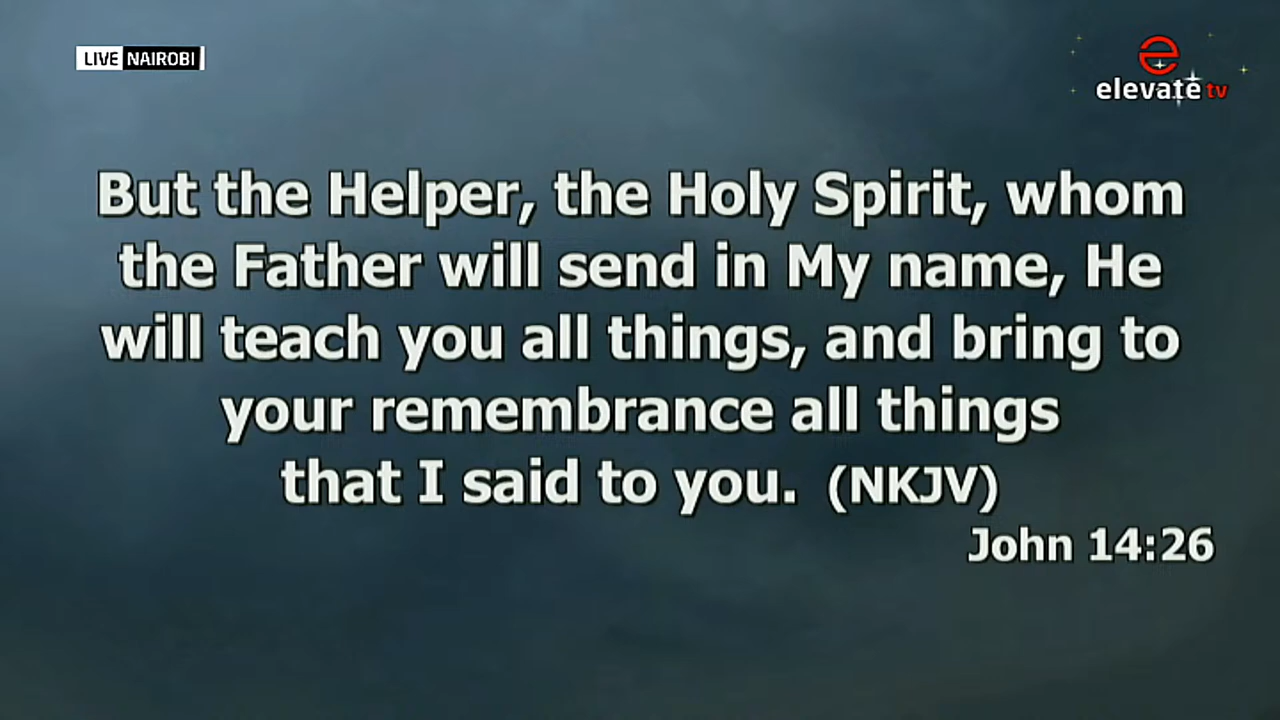 LIVE NAIROBI
e
elevate tv
But the Helper, the Holy Spirit, whom
the Father will send in My name, He
will teach you all things, and bring to
your remembrance all things
that I said to you. (NKJV)
John 14:26